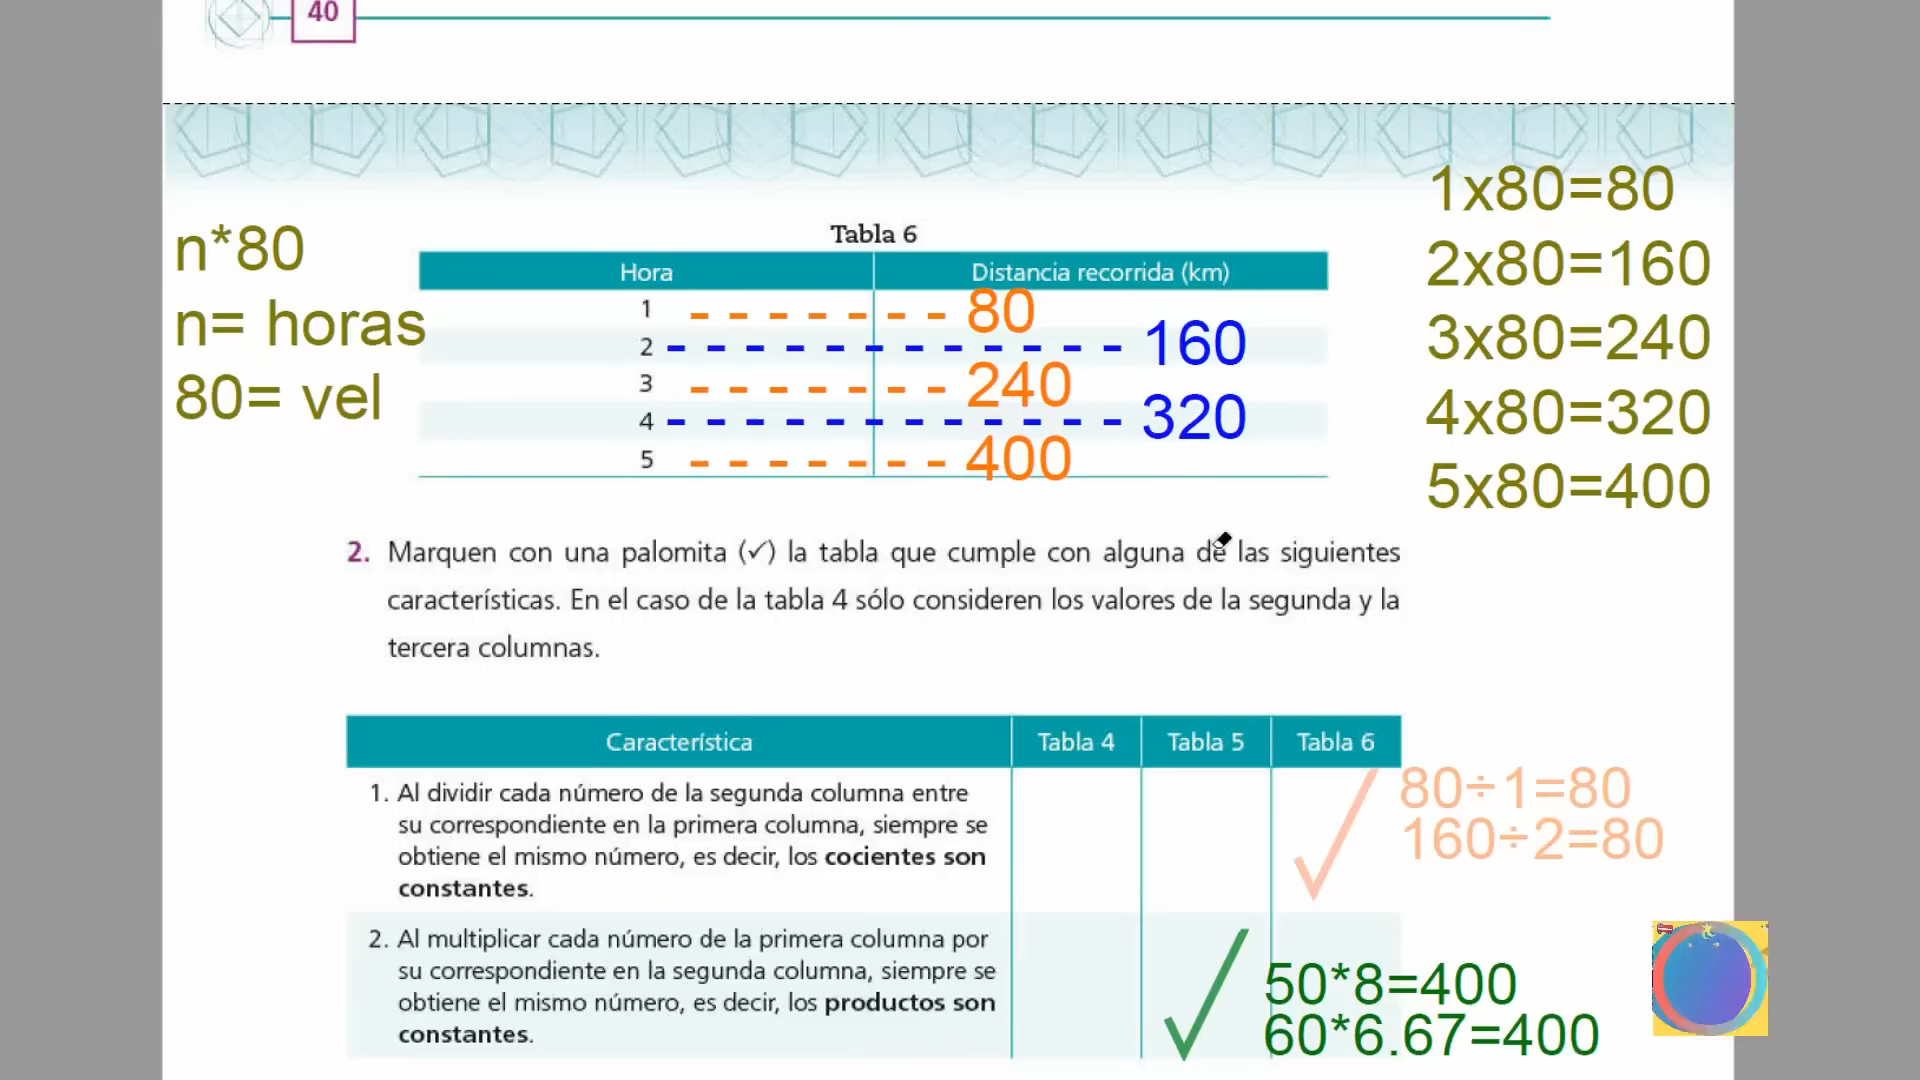 40
n*80
n= horas
80= vel
Tabla 6
Hora Distancia recorrida (km)
1 - - - - - - - 80
2 - - - - - - - - - - - - - - 160
3 - - - - - - - 240
4 - - - - - - - - - - - - - - 320
5 - - - - - - - 400
1x80=80
2x80=160
3x80=240
4x80=320
5x80=400
2. Marquen con una palomita (✓) la tabla que cumple con alguna de las siguientes
características. En el caso de la tabla 4 sólo consideren los valores de la segunda y la
tercera columnas.
Característica Tabla 4 Tabla 5 Tabla 6
1. Al dividir cada número de la segunda columna entre
su correspondiente en la primera columna, siempre se
obtiene el mismo número, es decir, los cocientes son
constantes.
✓
80÷1=80
160÷2=80
2. Al multiplicar cada número de la primera columna por
su correspondiente en la segunda columna, siempre se
obtiene el mismo número, es decir, los productos son
constantes.
✓
50*8=400
60*6.67=400